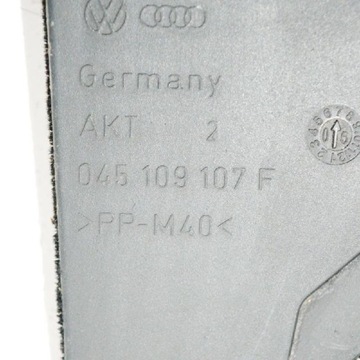 Germany
AKT 2
045 109 107 F
>PP-M40<